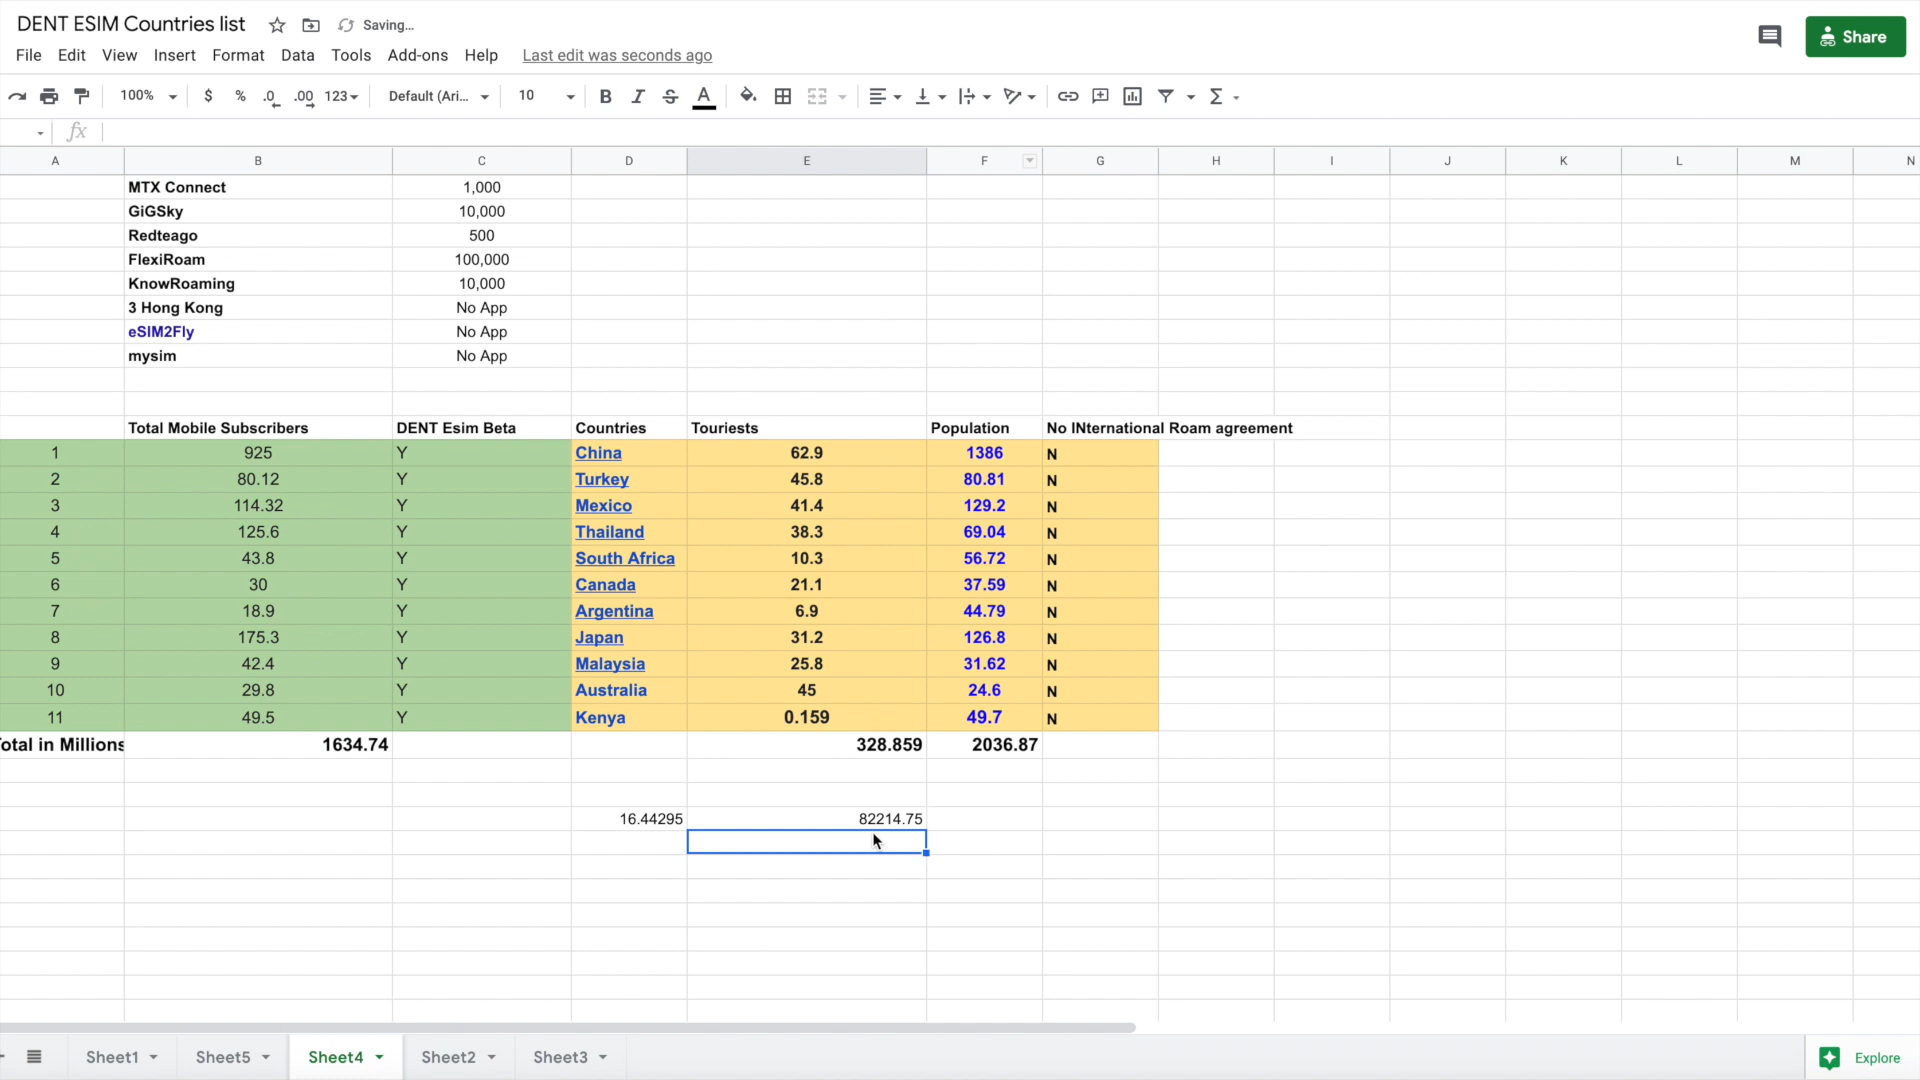 DENT ESIM Countries list Saving...
File Edit View Insert Format Data Tools Add-ons Help Last edit was seconds ago
Share
100% $ % .0 .00 123 Default (Ari... 10 B I S A Σ
fx
A B C D E F G H I J K L M N
MTX Connect 1,000
GiGSky 10,000
Redteago 500
FlexiRoam 100,000
KnowRoaming 10,000
3 Hong Kong No App
eSIM2Fly No App
mysim No App
Total Mobile Subscribers DENT Esim Beta Countries Touriests Population No INternational Roam agreement
1 925 Y China 62.9 1386 N
2 80.12 Y Turkey 45.8 80.81 N
3 114.32 Y Mexico 41.4 129.2 N
4 125.6 Y Thailand 38.3 69.04 N
5 43.8 Y South Africa 10.3 56.72 N
6 30 Y Canada 21.1 37.59 N
7 18.9 Y Argentina 6.9 44.79 N
8 175.3 Y Japan 31.2 126.8 N
9 42.4 Y Malaysia 25.8 31.62 N
10 29.8 Y Australia 45 24.6 N
11 49.5 Y Kenya 0.159 49.7 N
otal in Millions 1634.74 328.859 2036.87
16.44295 82214.75
Sheet1 Sheet5 Sheet4 Sheet2 Sheet3 Explore